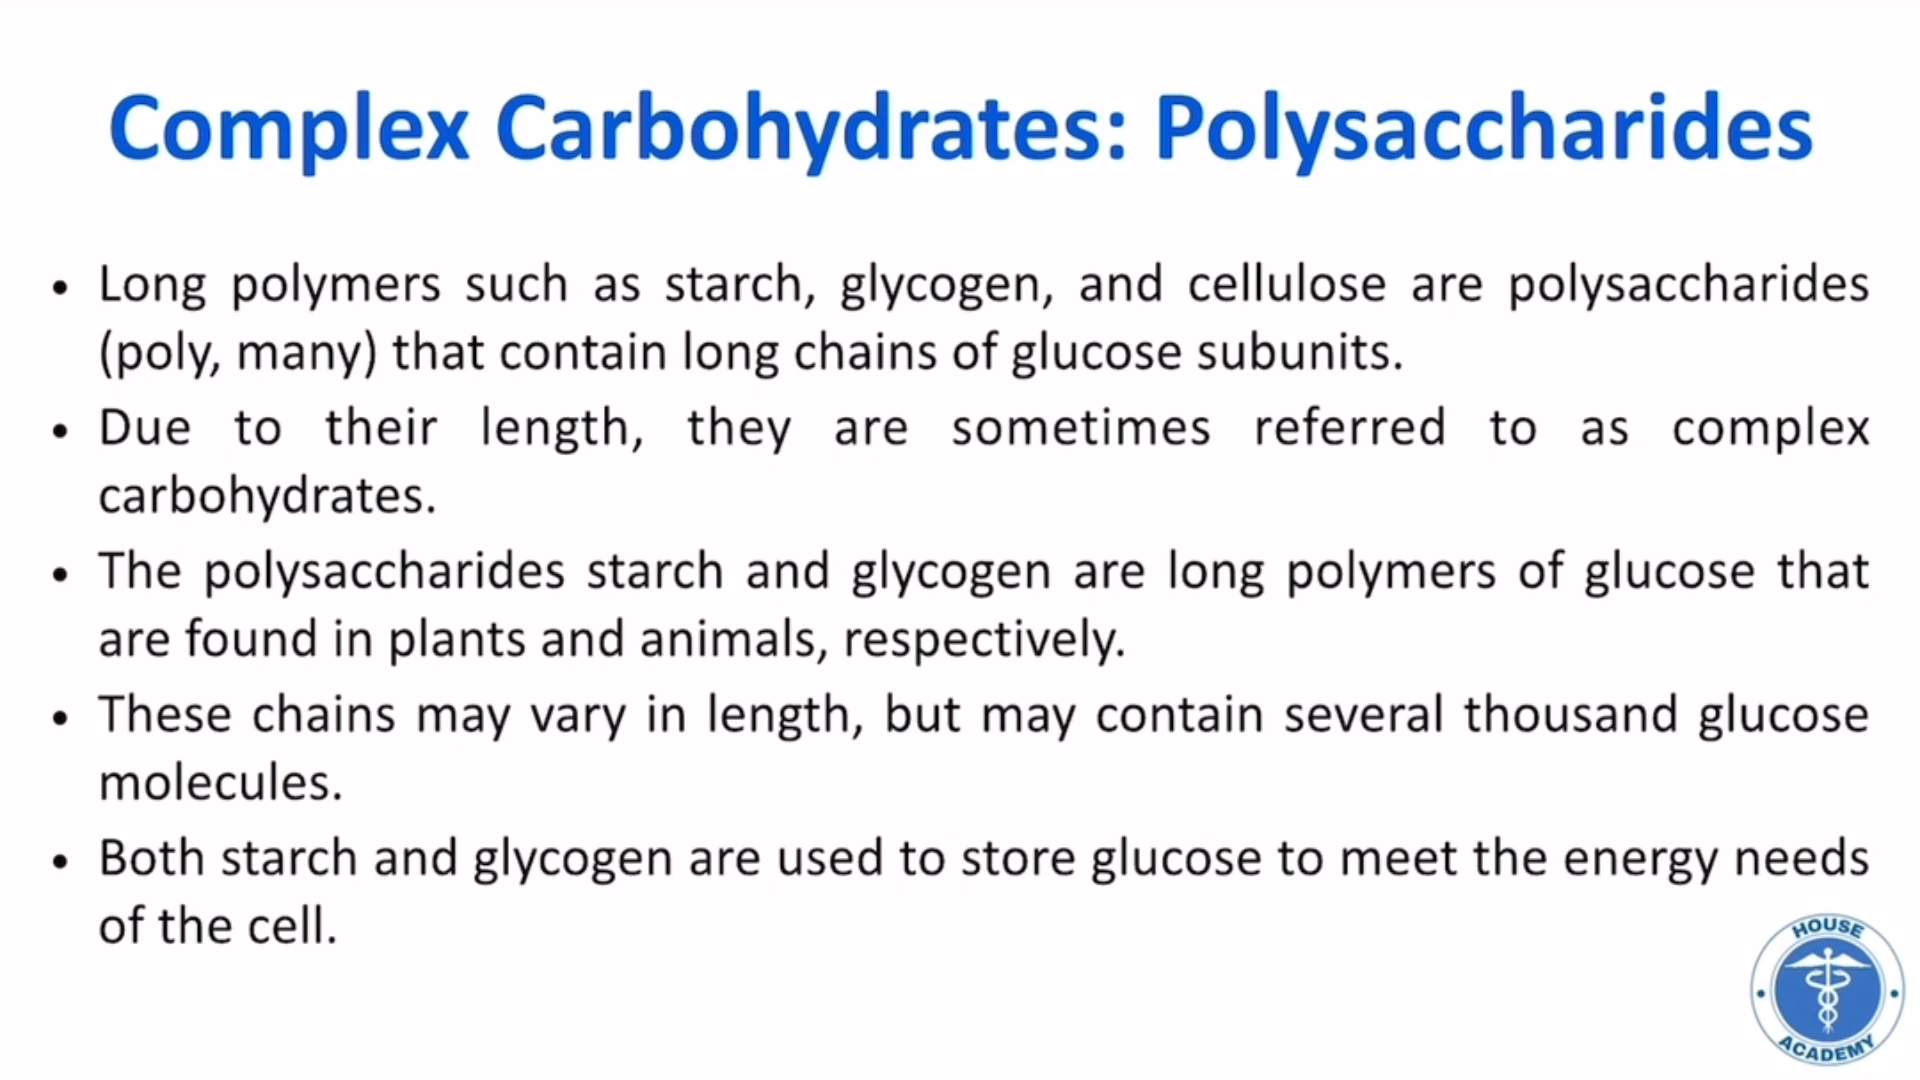 Complex Carbohydrates: Polysaccharides
• Long polymers such as starch, glycogen, and cellulose are polysaccharides
(poly, many) that contain long chains of glucose subunits.
• Due to their length, they are sometimes referred to as complex
carbohydrates.
• The polysaccharides starch and glycogen are long polymers of glucose that
are found in plants and animals, respectively.
• These chains may vary in length, but may contain several thousand glucose
molecules.
• Both starch and glycogen are used to store glucose to meet the energy needs
of the cell.
HOUSE
ACADEMY